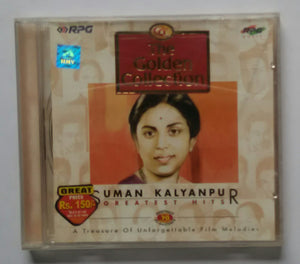 RPG
The
Golden
Collection
SUMAN KALYANPUR
GREATEST HITS
GREAT
PRICE
Rs. 150/-
A Treasure Of Unforgettable Film Melodies